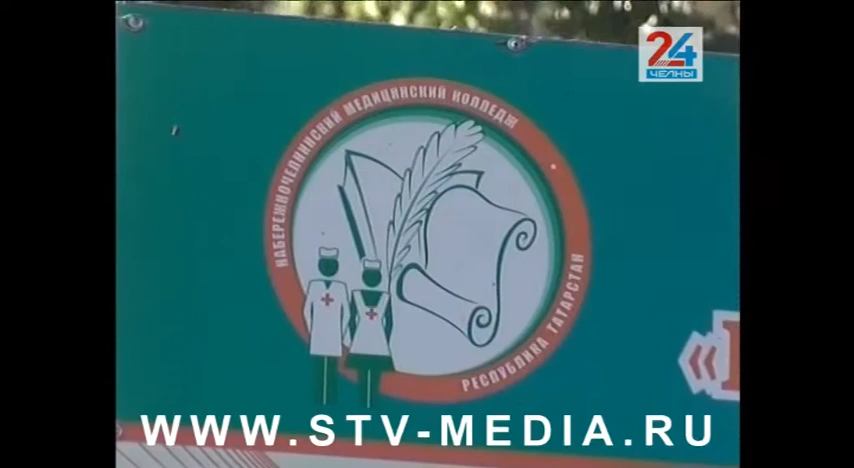 24
ЧЕЛНЫ
НАБЕРЕЖНОЧЕЛНИНСКИЙ МЕДИЦИНСКИЙ КОЛЛЕДЖ
РЕСПУБЛИКА ТАТАРСТАН
WWW.STV-MEDIA.RU